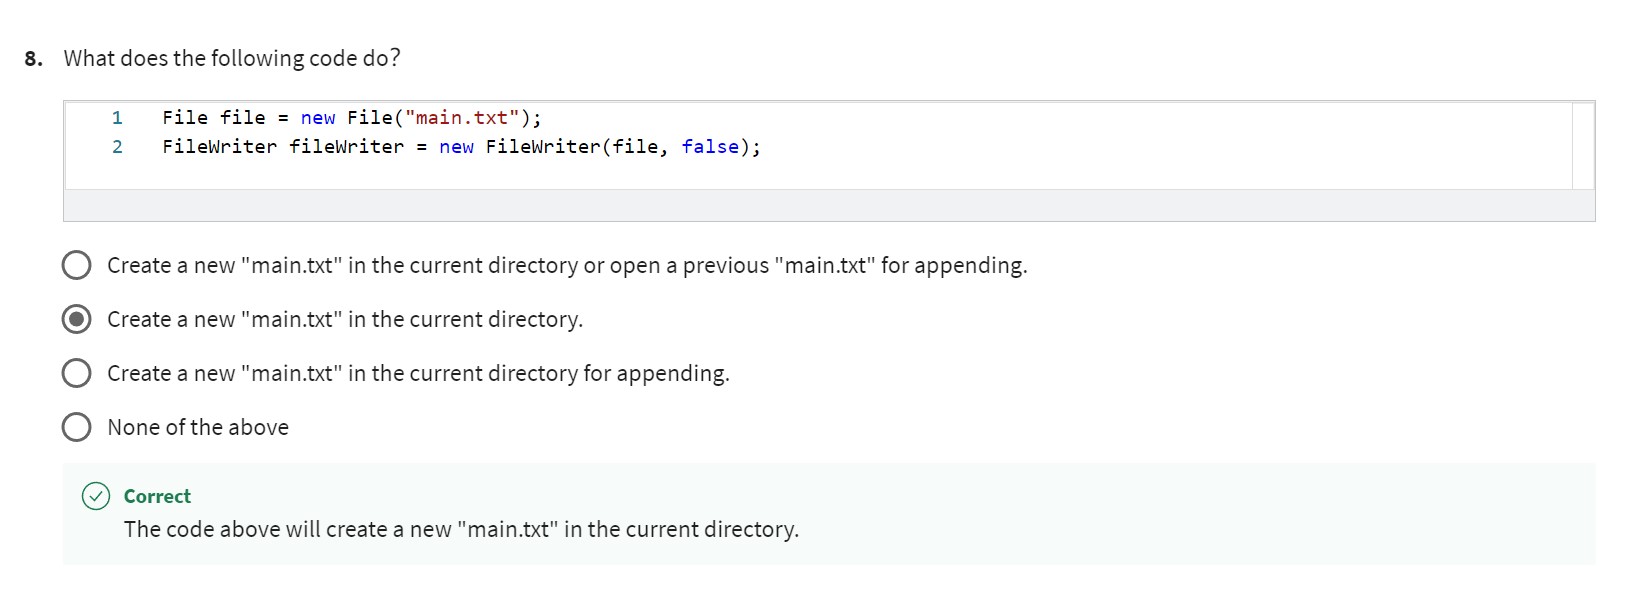 8. What does the following code do?
1 File file = new File("main.txt");
2 FileWriter fileWriter = new FileWriter(file, false);
Create a new "main.txt" in the current directory or open a previous "main.txt" for appending.
Create a new "main.txt" in the current directory.
Create a new "main.txt" in the current directory for appending.
None of the above
Correct
The code above will create a new "main.txt" in the current directory.